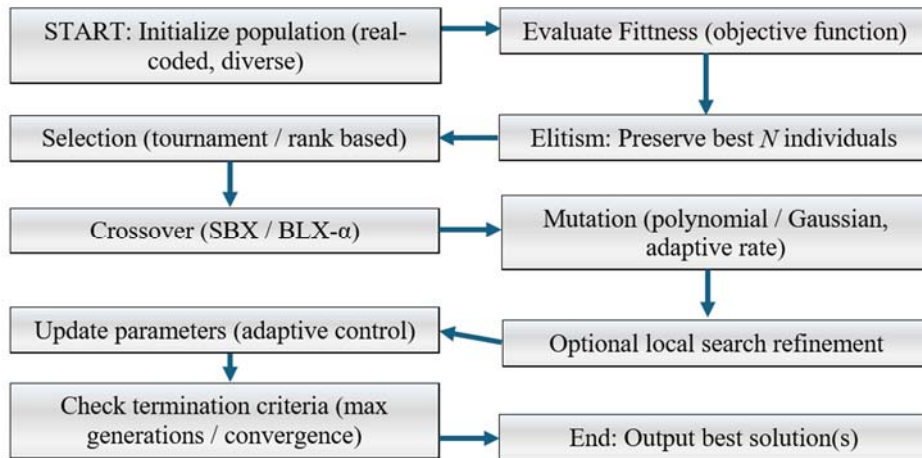 START: Initialize population (real-
coded, diverse)
Evaluate Fittness (objective function)
Elitism: Preserve best N individuals
Selection (tournament / rank based)
Crossover (SBX / BLX-α)
Mutation (polynomial / Gaussian,
adaptive rate)
Optional local search refinement
Update parameters (adaptive control)
Check termination criteria (max
generations / convergence)
End: Output best solution(s)